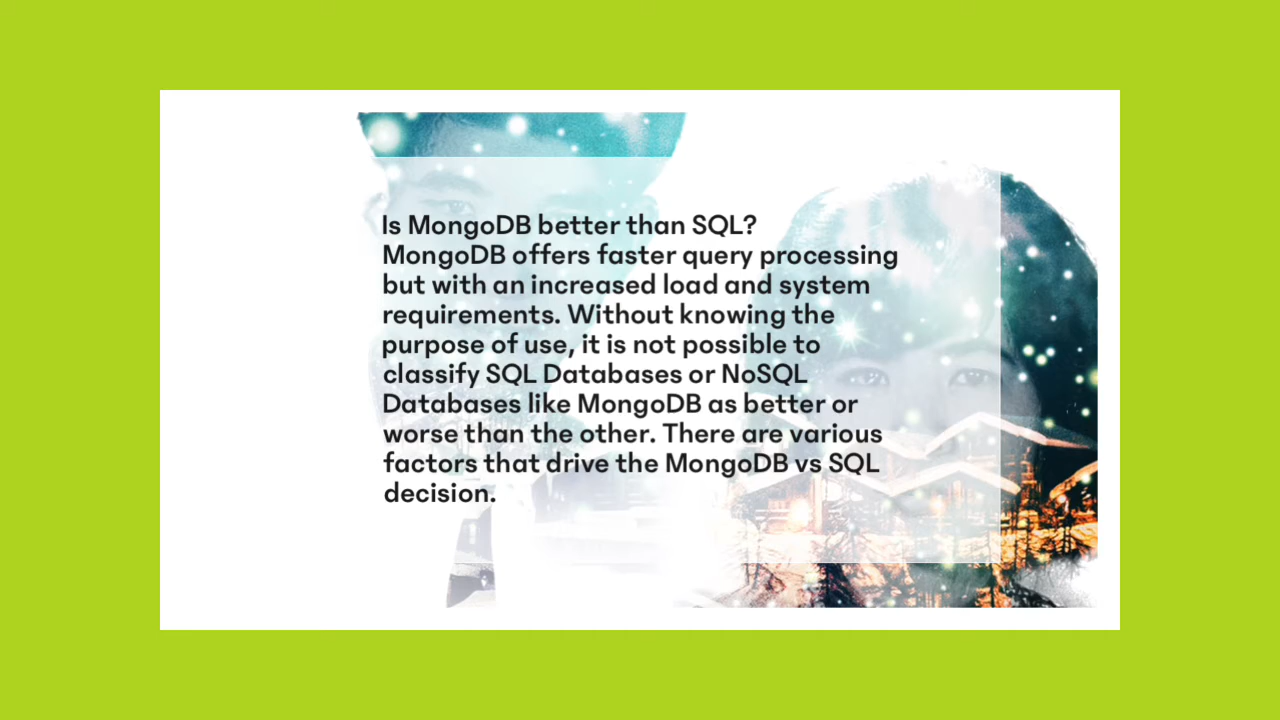 Is MongoDB better than SQL?
MongoDB offers faster query processing
but with an increased load and system
requirements. Without knowing the
purpose of use, it is not possible to
classify SQL Databases or NoSQL
Databases like MongoDB as better or
worse than the other. There are various
factors that drive the MongoDB vs SQL
decision.